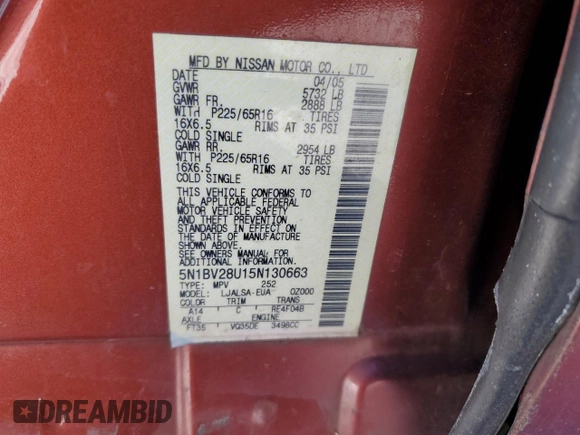 MFD BY NISSAN MOTOR CO., LTD
DATE 04/05
GVWR 5732 LB
GAWR FR. 2888 LB
WITH P225/65R16 TIRES
16X6.5 RIMS AT 35 PSI
COLD SINGLE
GAWR RR. 2954 LB
WITH P225/65R16 TIRES
16X6.5 RIMS AT 35 PSI
COLD SINGLE
THIS VEHICLE CONFORMS TO
ALL APPLICABLE FEDERAL
MOTOR VEHICLE SAFETY
AND THEFT PREVENTION
STANDARDS IN EFFECT ON
THE DATE OF MANUFACTURE
SHOWN ABOVE.
SEE OWNERS MANUAL FOR
ADDITIONAL INFORMATION
5N1BV28U15N130663
TYPE: MPV 252
MODEL: LJALSA-EUA OZ000
COLOR TRIM TRANS
A14 C RE4F04B
AXLE ENGINE
FT35 VQ35DE 3498CC
DREAMBID